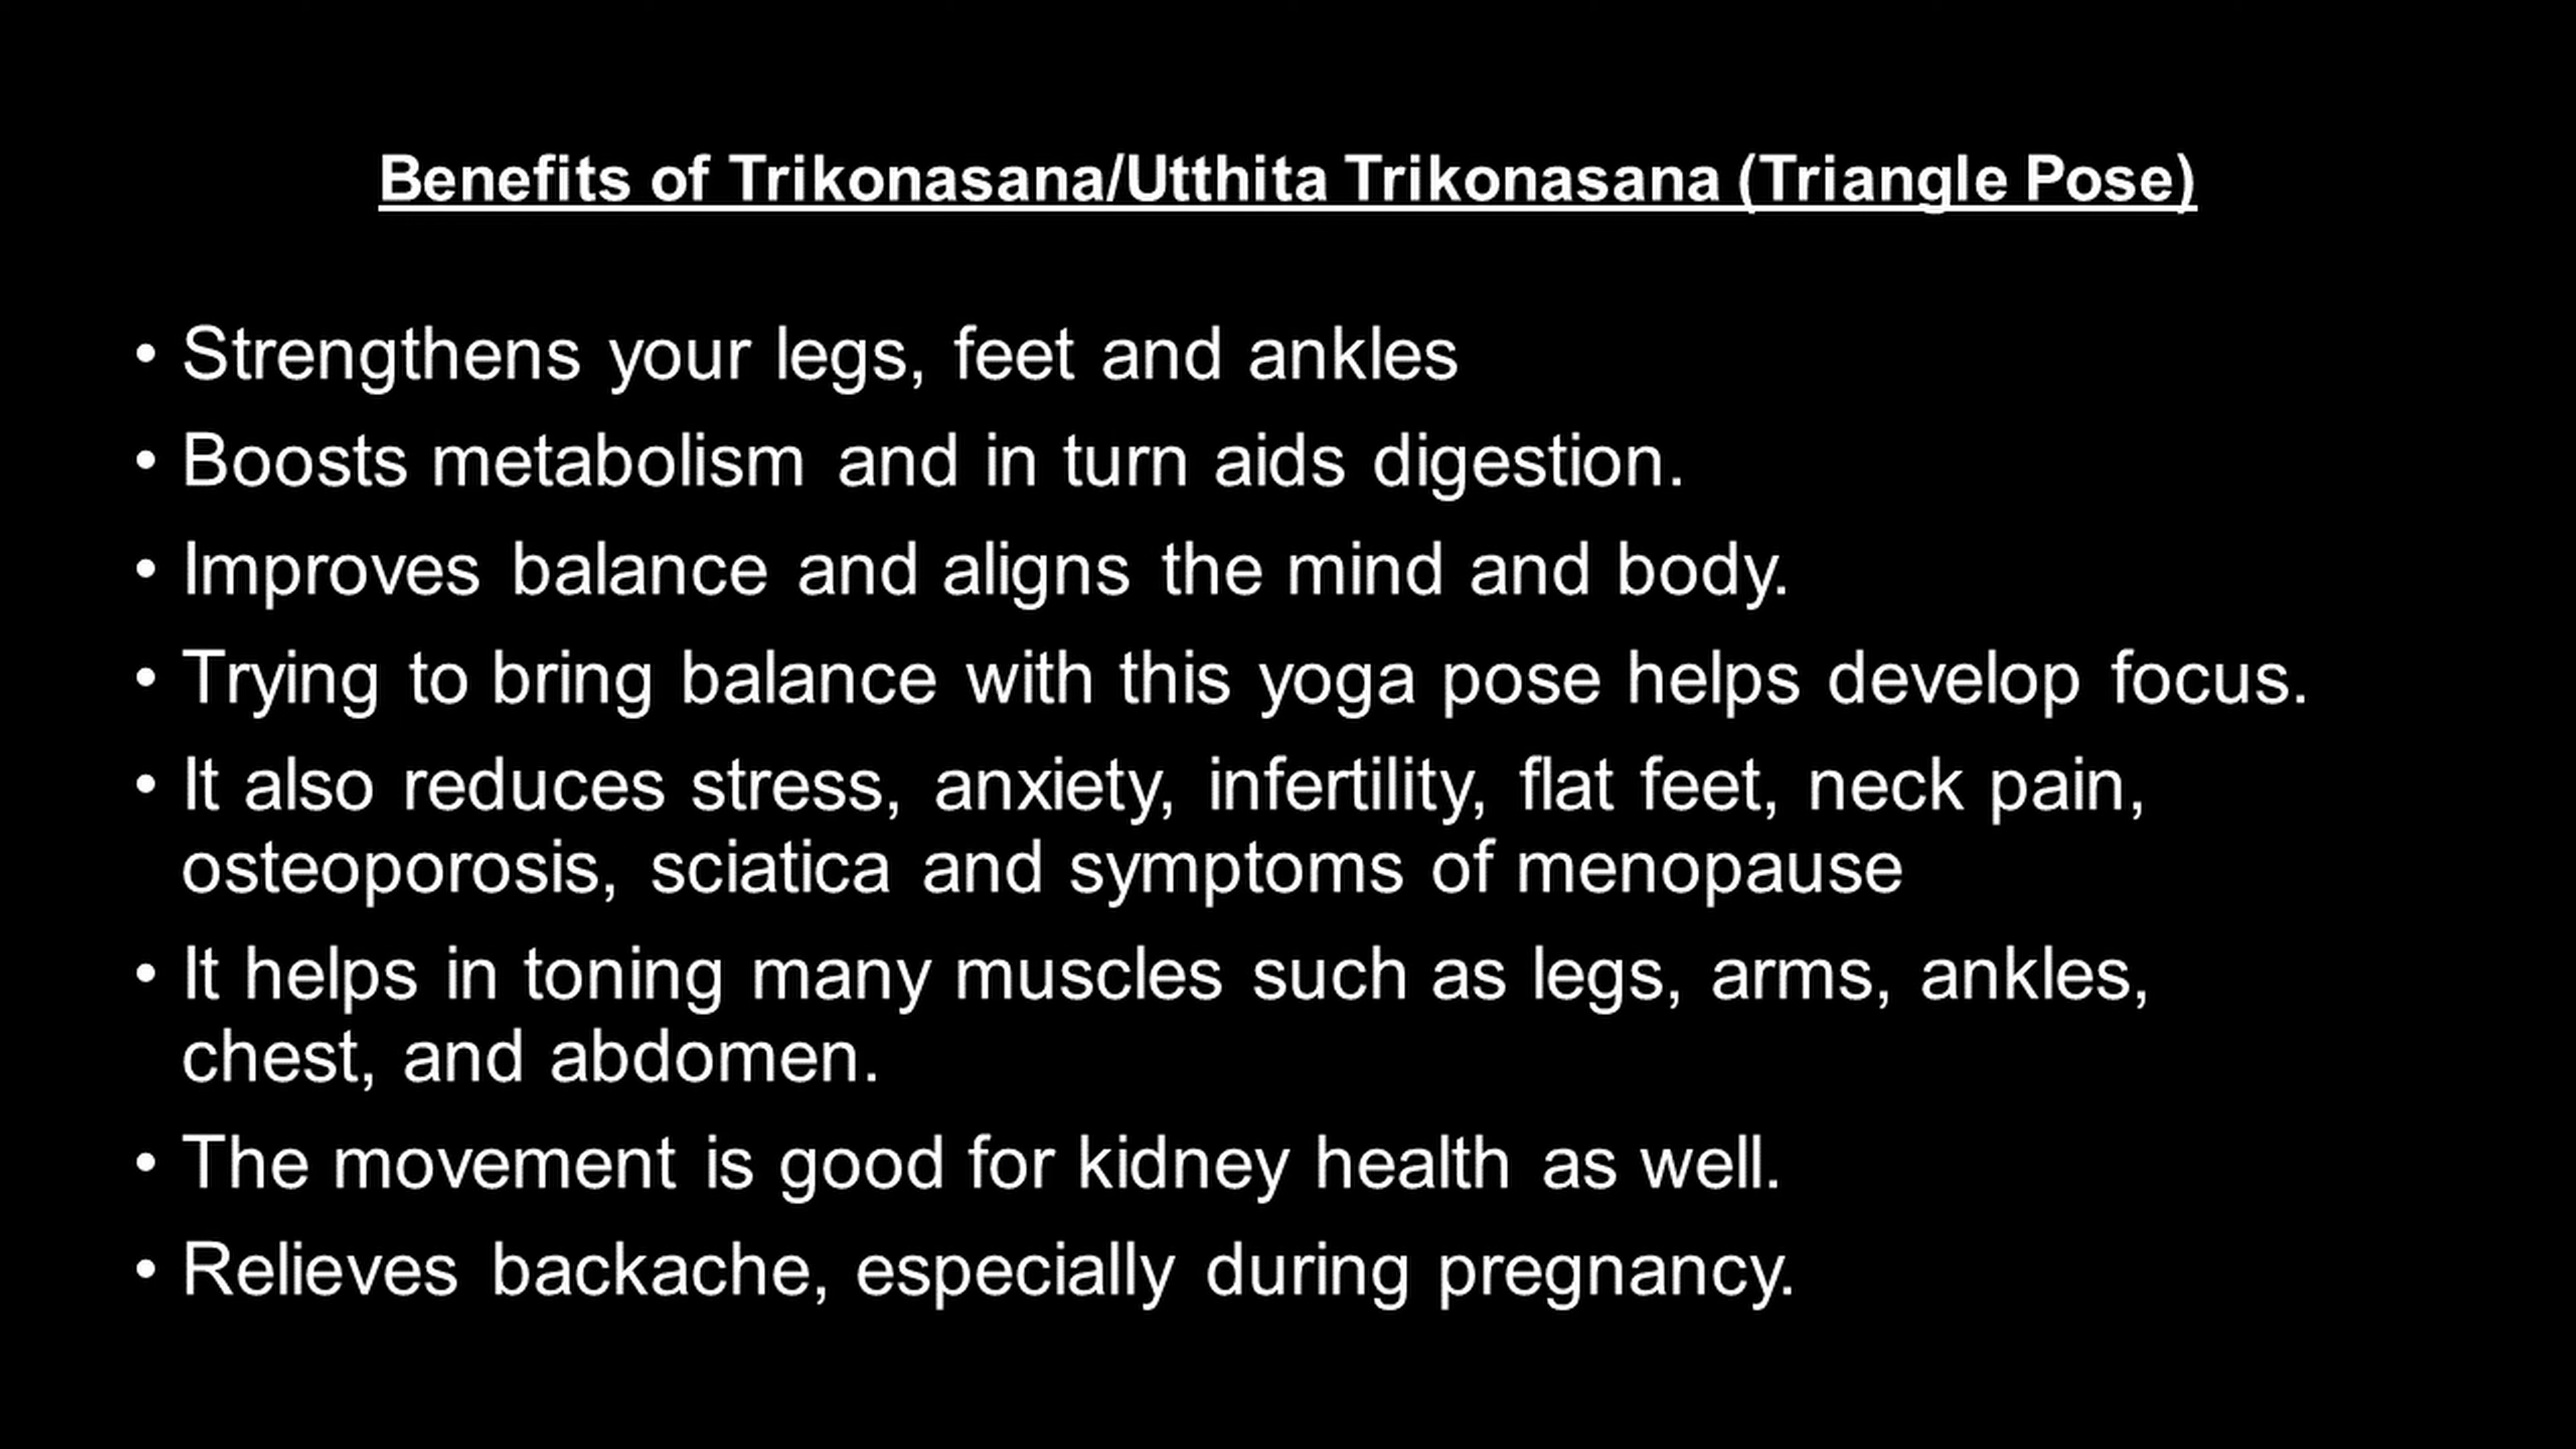 Benefits of Trikonasana/Utthita Trikonasana (Triangle Pose)
• Strengthens your legs, feet and ankles
• Boosts metabolism and in turn aids digestion.
• Improves balance and aligns the mind and body.
• Trying to bring balance with this yoga pose helps develop focus.
• It also reduces stress, anxiety, infertility, flat feet, neck pain,
osteoporosis, sciatica and symptoms of menopause
• It helps in toning many muscles such as legs, arms, ankles,
chest, and abdomen.
• The movement is good for kidney health as well.
• Relieves backache, especially during pregnancy.